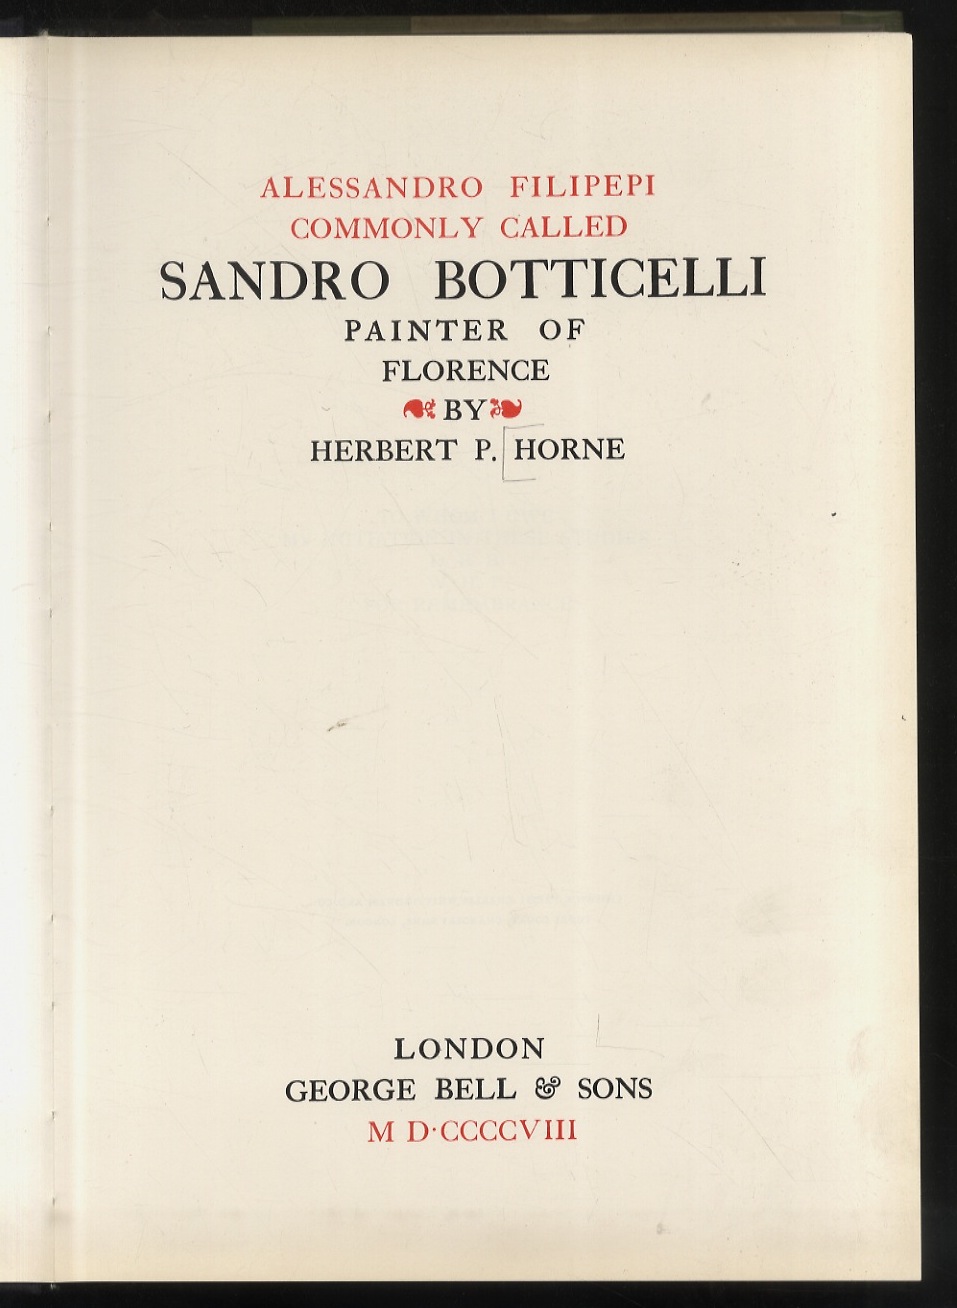 ALESSANDRO FILIPEPI
COMMONLY CALLED
SANDRO BOTTICELLI
PAINTER OF
FLORENCE
BY
HERBERT P. HORNE
LONDON
GEORGE BELL & SONS
M D·CCCCVIII